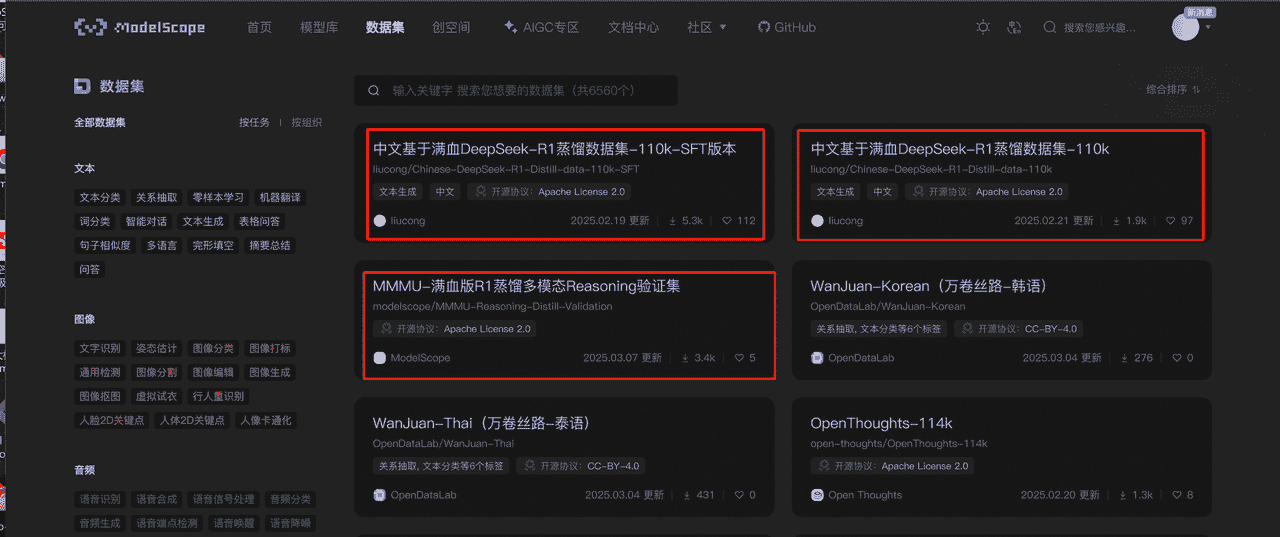 ModelScope 首页 模型库 数据集 创空间 AIGC专区 文档中心 社区 GitHub 搜索您感兴趣... 新消息
数据集
输入关键字 搜索您想要的数据集（共6560个）
综合排序
全部数据集 按任务 按组织
文本
文本分类 关系抽取 零样本学习 机器翻译
词分类 智能对话 文本生成 表格问答
句子相似度 多语言 完形填空 摘要总结
问答
图像
文字识别 姿态估计 图像分类 图像打标
通用检测 图像分割 图像编辑 图像生成
图像抠图 虚拟试衣 行人重识别
人脸2D关键点 人体2D关键点 人像卡通化
音频
语音识别 语音合成 语音信号处理 音频分类
音频生成 语音端点检测 语音唤醒 语音降噪
中文基于满血DeepSeek-R1蒸馏数据集-110k-SFT版本
liucong/Chinese-DeepSeek-R1-Distill-data-110k-SFT
文本生成 中文 开源协议：Apache License 2.0
liucong 2025.02.19 更新 5.3k 112
中文基于满血DeepSeek-R1蒸馏数据集-110k
liucong/Chinese-DeepSeek-R1-Distill-data-110k
文本生成 中文 开源协议：Apache License 2.0
liucong 2025.02.21 更新 1.9k 97
MMMU-满血版R1蒸馏多模态Reasoning验证集
modelscope/MMMU-Reasoning-Distill-Validation
开源协议：Apache License 2.0
ModelScope 2025.03.07 更新 3.4k 5
WanJuan-Korean（万卷丝路-韩语）
OpenDataLab/WanJuan-Korean
关系抽取, 文本分类等6个标签 开源协议：CC-BY-4.0
OpenDataLab 2025.03.04 更新 276 0
WanJuan-Thai（万卷丝路-泰语）
OpenDataLab/WanJuan-Thai
关系抽取, 文本分类等6个标签 开源协议：CC-BY-4.0
OpenDataLab 2025.03.04 更新 431 0
OpenThoughts-114k
open-thoughts/OpenThoughts-114k
开源协议：Apache License 2.0
Open Thoughts 2025.02.20 更新 1.3k 8